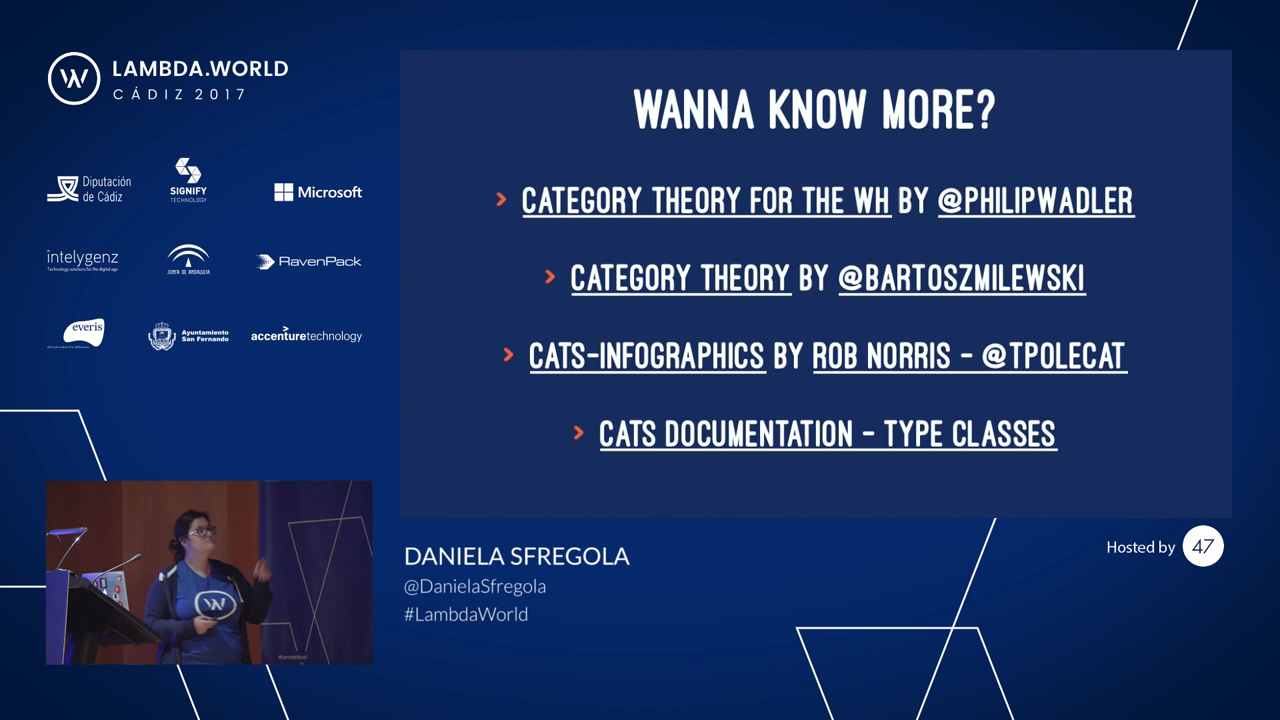 LAMBDA.WORLD
CÁDIZ 2017
Diputación
de Cádiz
SIGNIFY
TECHNOLOGY
Microsoft
intelygenz
Technology solutions for the digital age
JUNTA DE ANDALUCIA
RavenPack
everis
Ayuntamiento
San Fernando
accenturetechnology
WANNA KNOW MORE?
CATEGORY THEORY FOR THE WH BY @PHILIPWADLER
CATEGORY THEORY BY @BARTOSZMILEWSKI
CATS-INFOGRAPHICS BY ROB NORRIS - @TPOLECAT
CATS DOCUMENTATION - TYPE CLASSES
DANIELA SFREGOLA
@DanielaSfregola
#LambdaWorld
Hosted by 47
#lambdaWorld